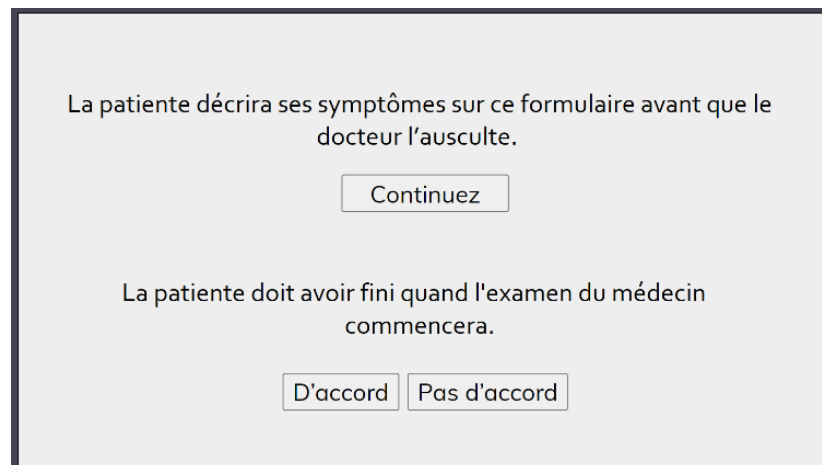 La patiente décrira ses symptômes sur ce formulaire avant que le
docteur l’ausculte.
Continuez
La patiente doit avoir fini quand l'examen du médecin
commencera.
D’accord Pas d’accord